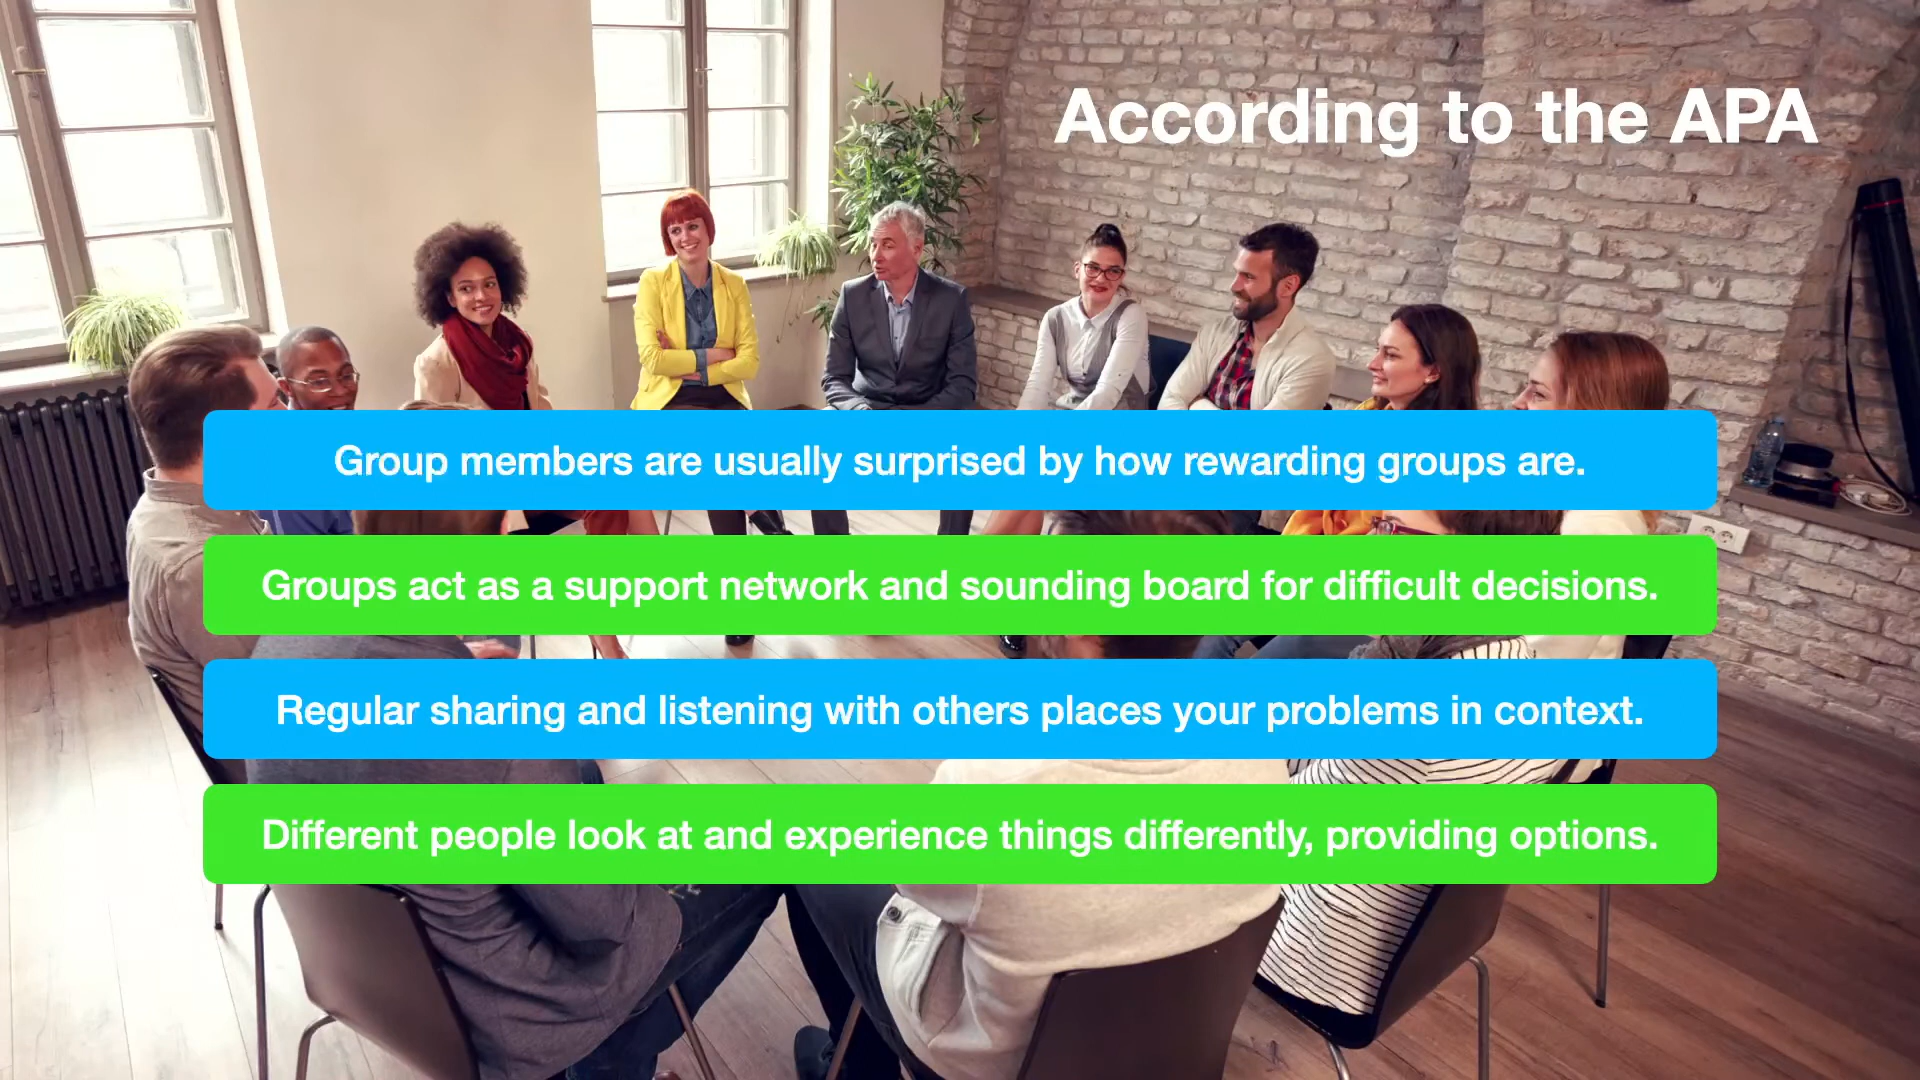 According to the APA
Group members are usually surprised by how rewarding groups are.
Groups act as a support network and sounding board for difficult decisions.
Regular sharing and listening with others places your problems in context.
Different people look at and experience things differently, providing options.